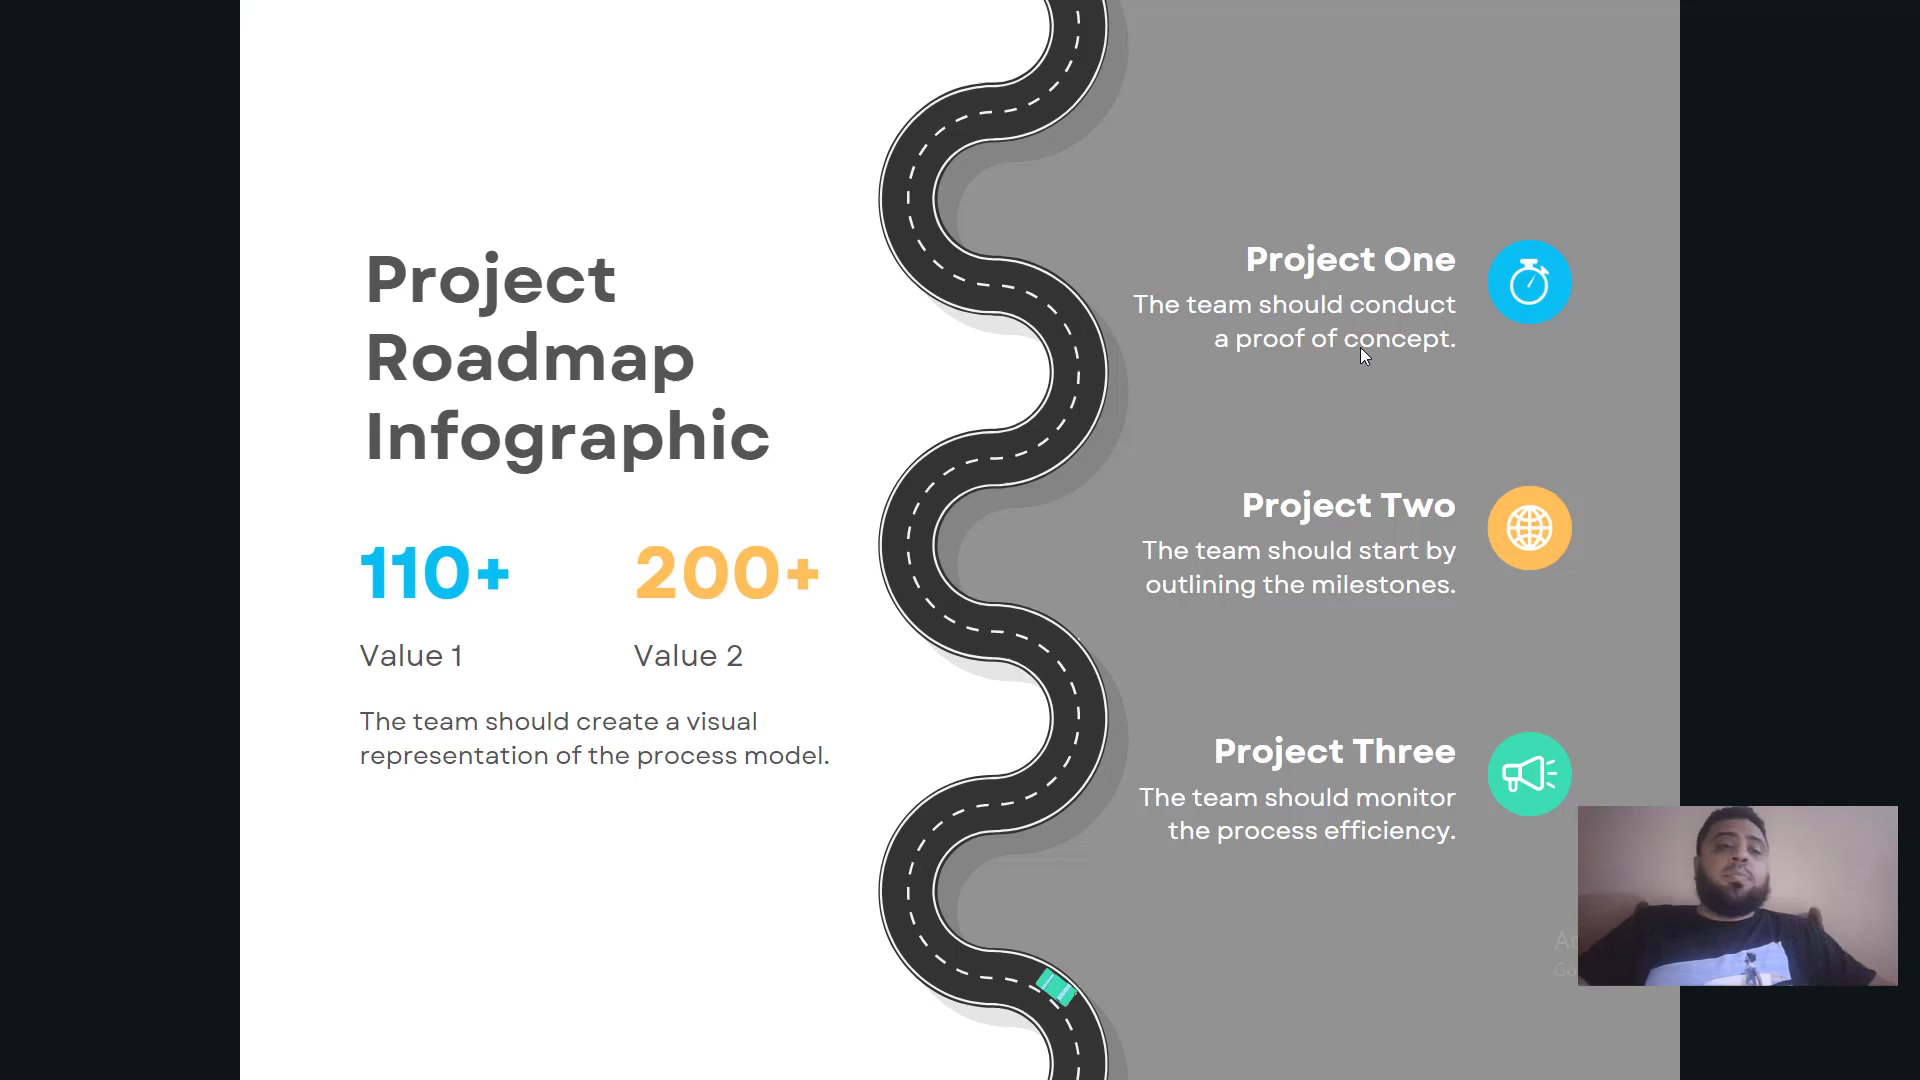 Project
Roadmap
Infographic
110+
200+
Value 1
Value 2
The team should create a visual
representation of the process model.
Project One
The team should conduct
a proof of concept.
Project Two
The team should start by
outlining the milestones.
Project Three
The team should monitor
the process efficiency.